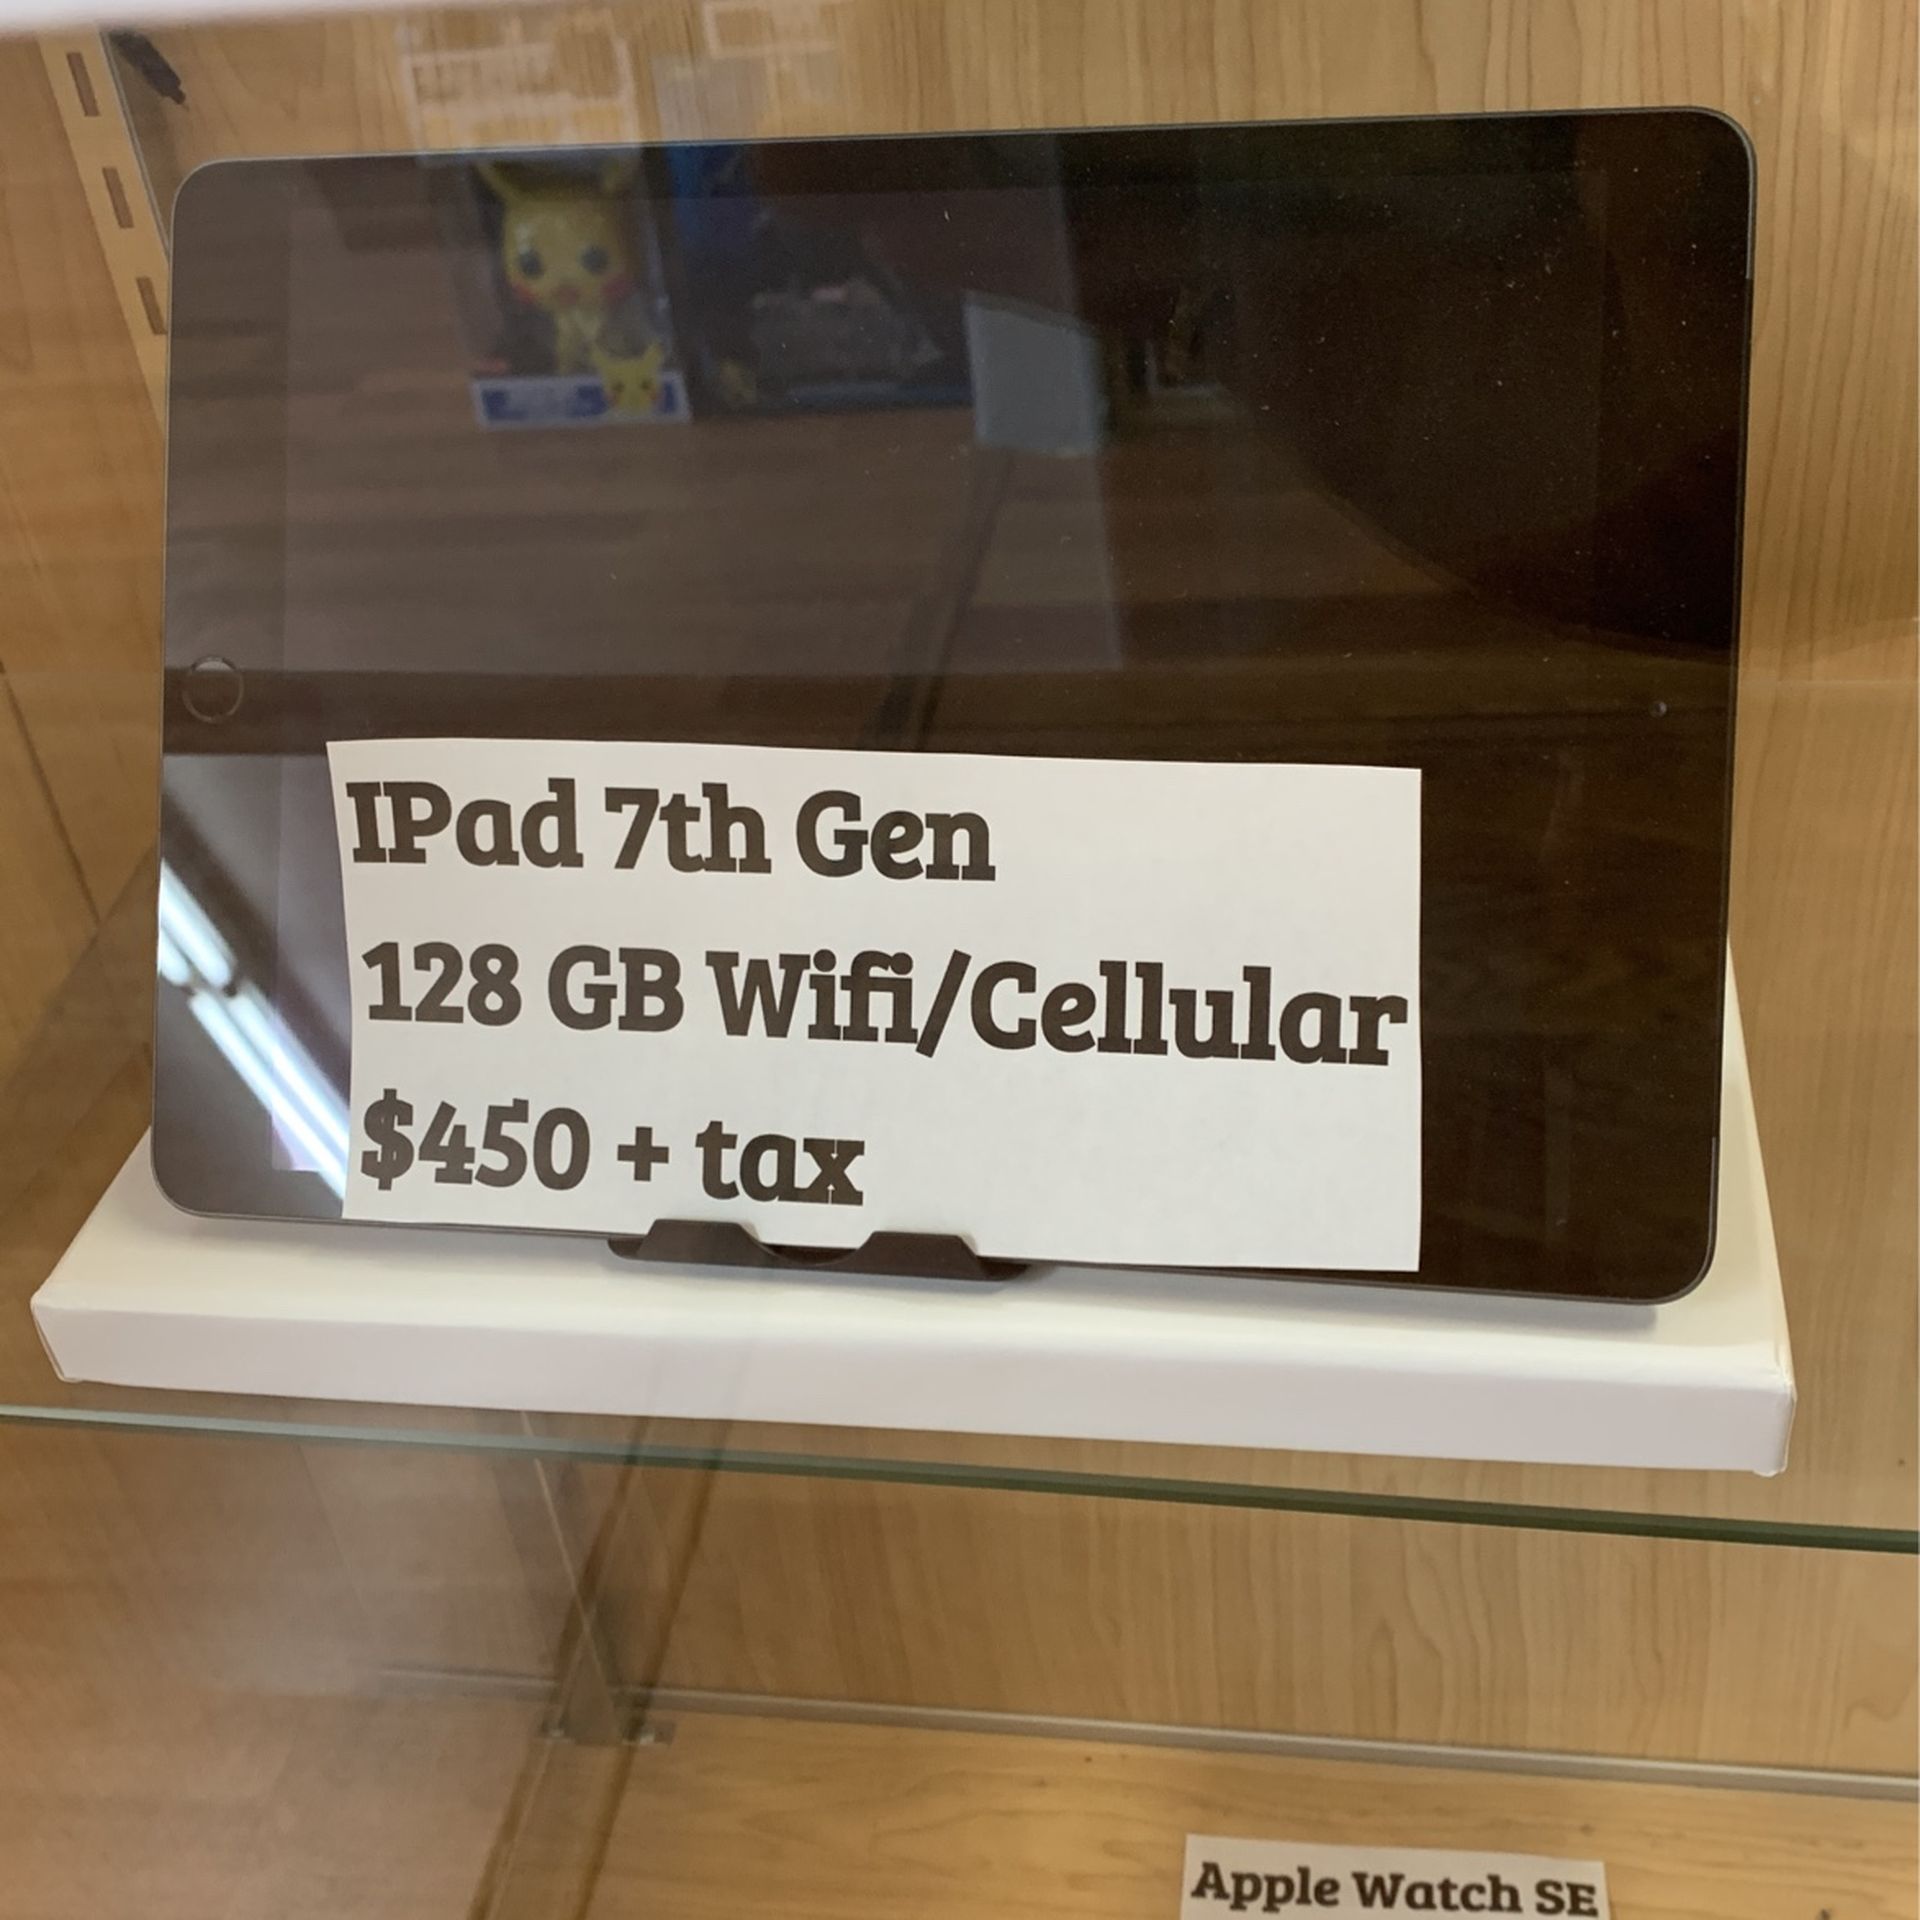 IPad 7th Gen
128 GB Wifi/Cellular
$450 + tax
Apple Watch SE